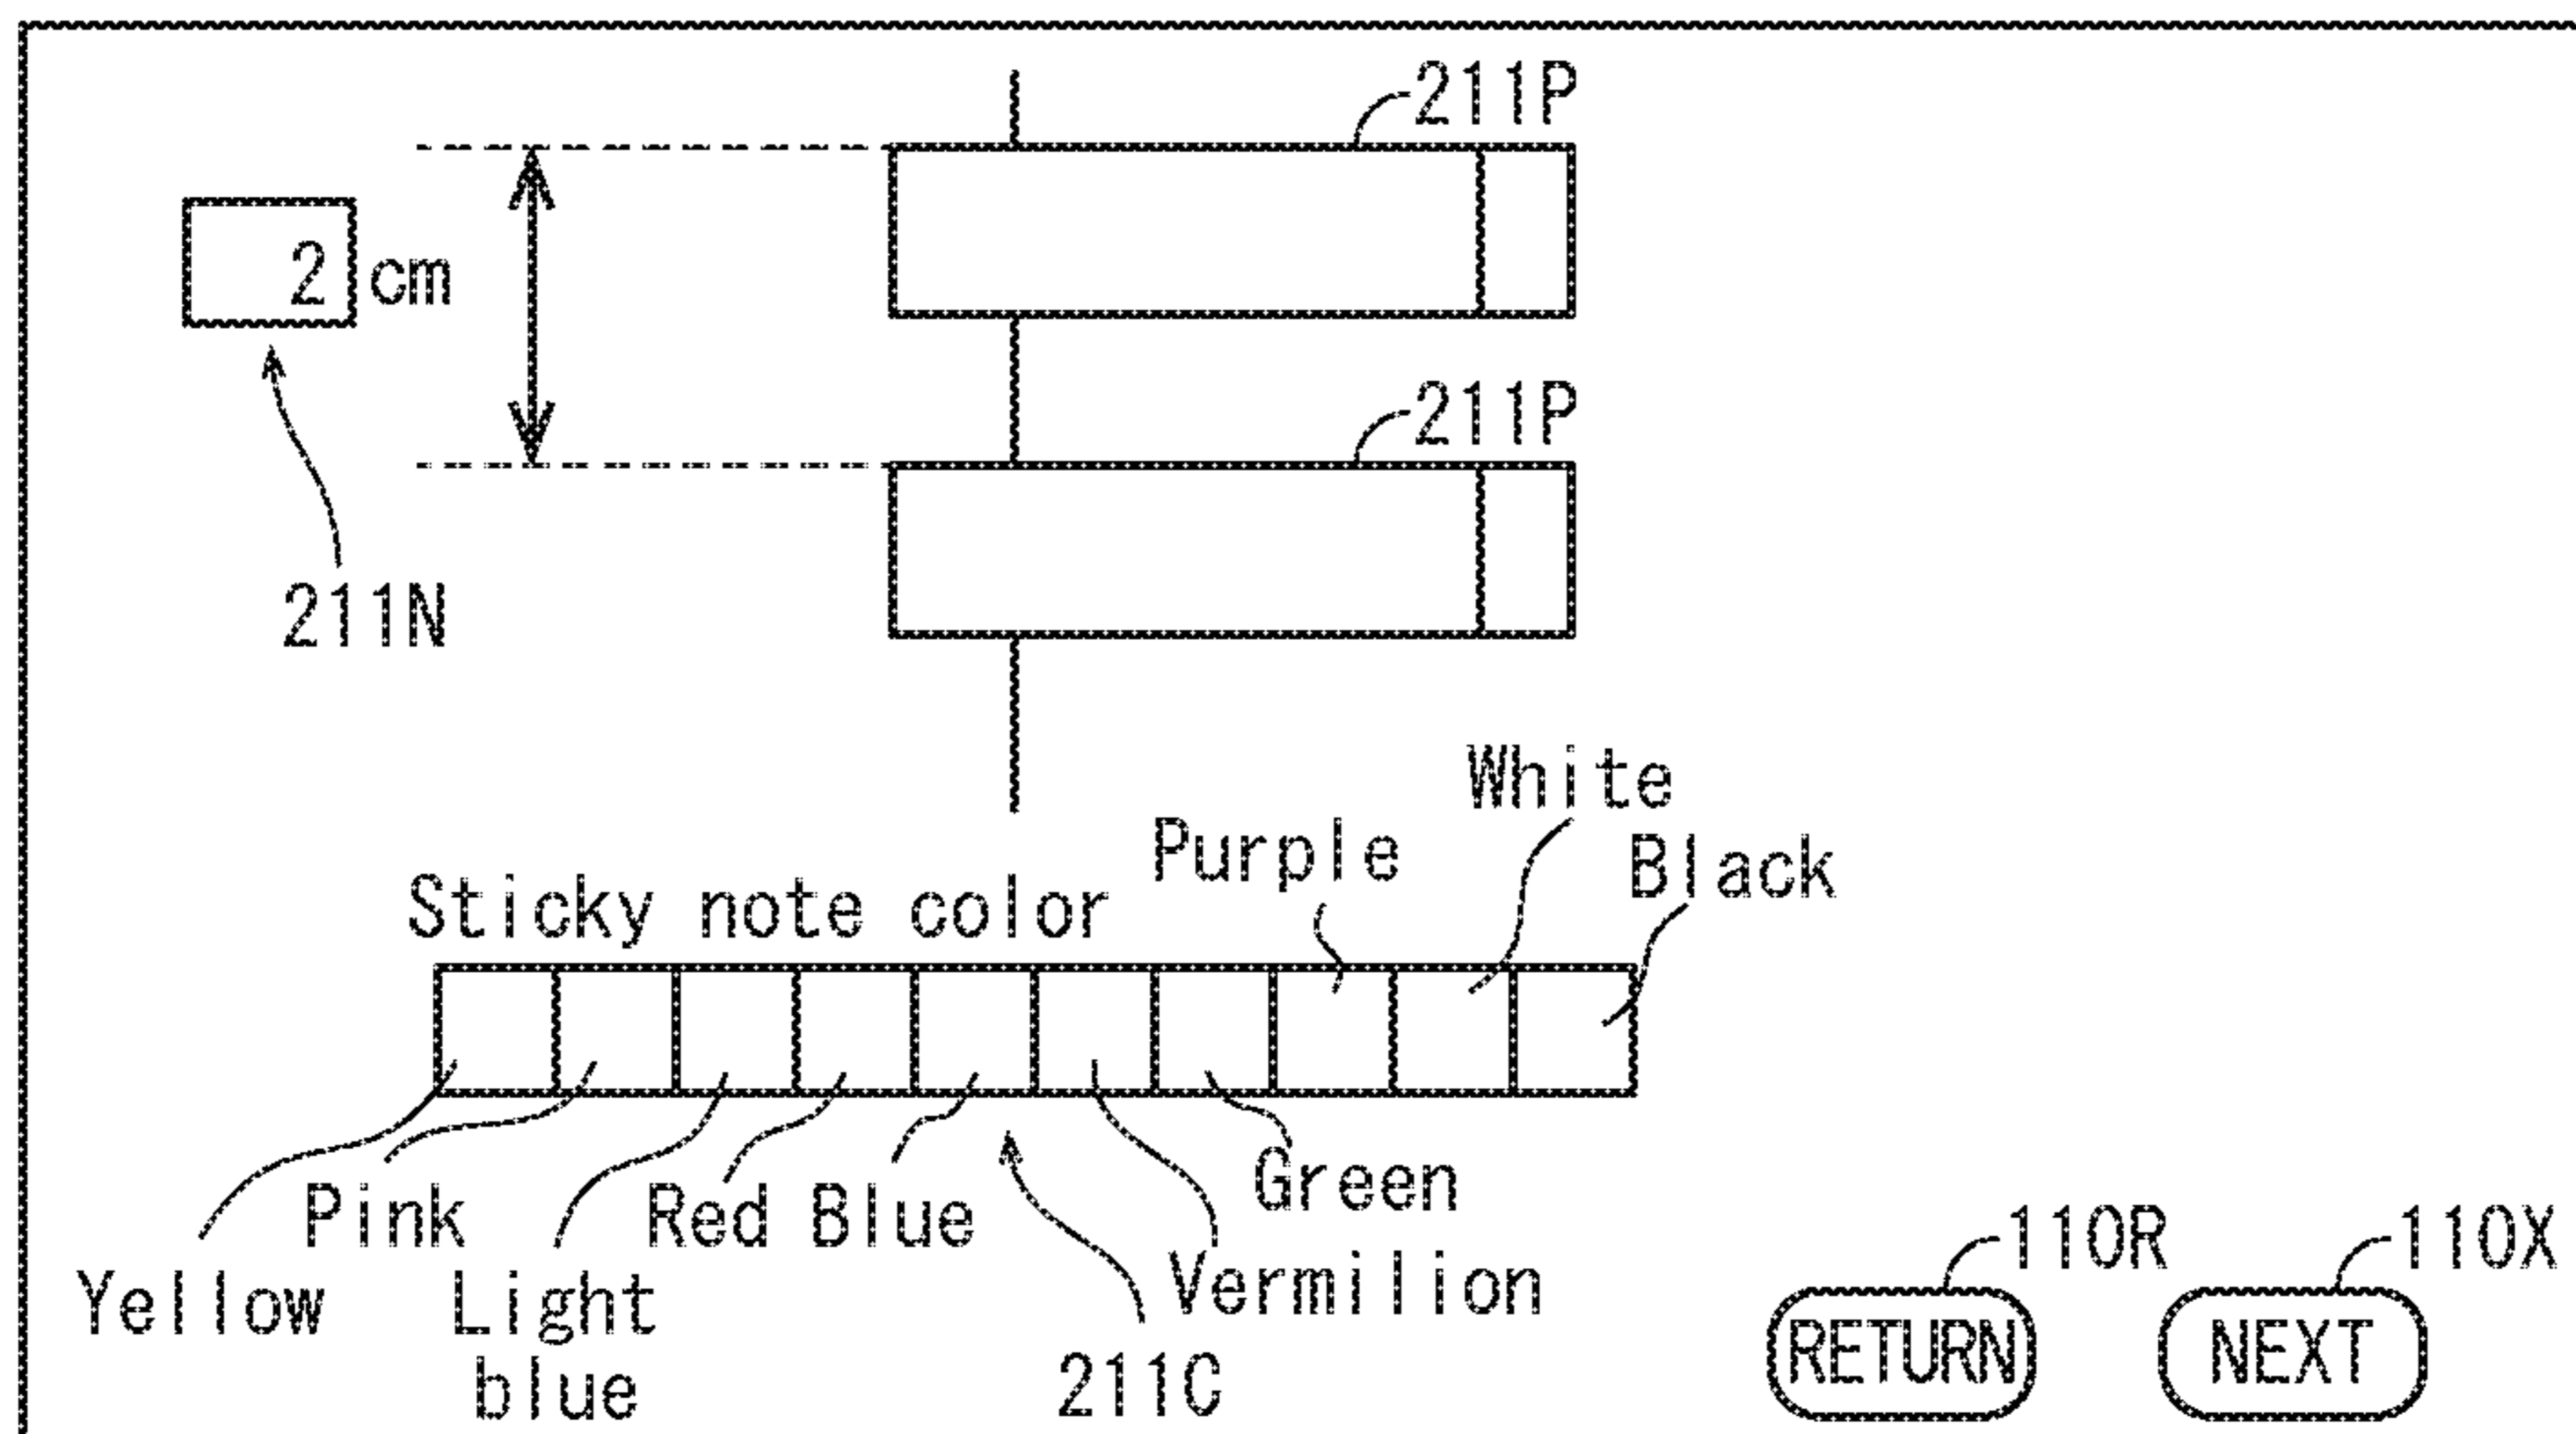 211P
2 cm
211P
211N
White
Purple
Black
Sticky note color
Green
Pink
Red
Blue
Yellow
Light
blue
Vermilion
211C
110R
110X
RETURN
NEXT